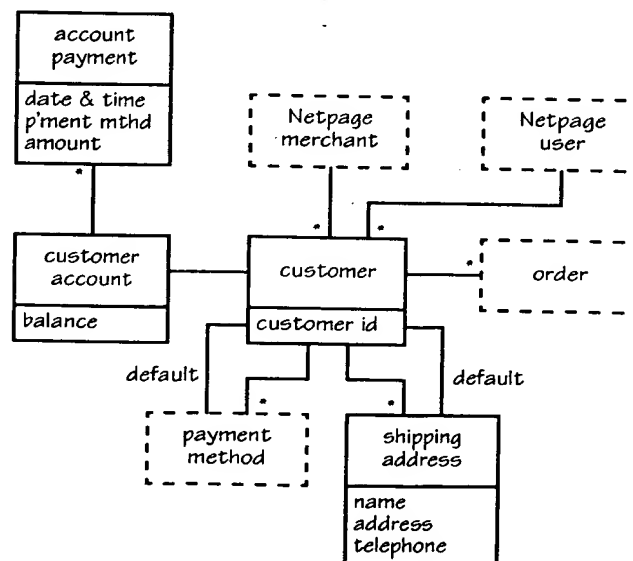 account
payment
date & time
p'ment mthd
amount
*
Netpage
merchant
*
Netpage
user
*
customer
account
balance
customer
customer id
*
order
default
default
*
payment
method
*
shipping
address
name
address
telephone